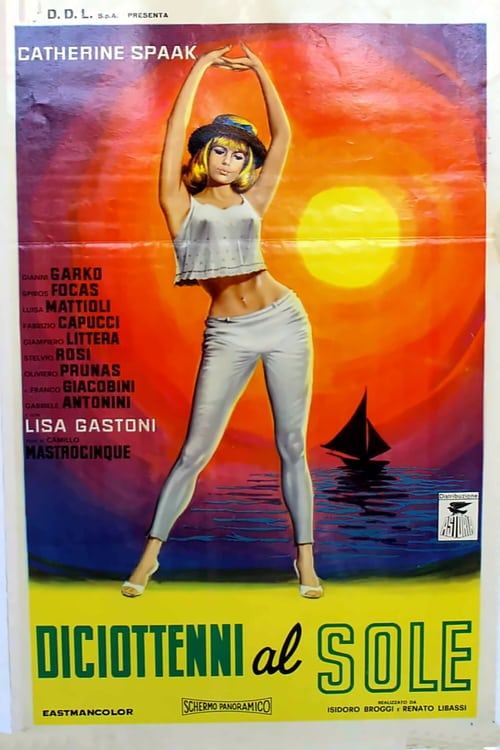 D. D. L. S.p.A. PRESENTA
CATHERINE SPAAK
GIANNI GARKO
SPIROS FOCAS
LUISA MATTIOLI
FABRIZIO CAPUCCI
GIAMPIERO LITTERA
STELVIO ROSI
OLIVIERO PRUNAS
FRANCO GIACOBINI
GABRIELE ANTONINI
LISA GASTONI
CAMILLO
MASTROCINQUE
Distribuzione
ASTORIA
DICIOTTENNI al SOLE
EASTMANCOLOR
SCHERMO PANORAMICO
REALIZZATO DA
ISIDORO BROGGI e RENATO LIBASSI